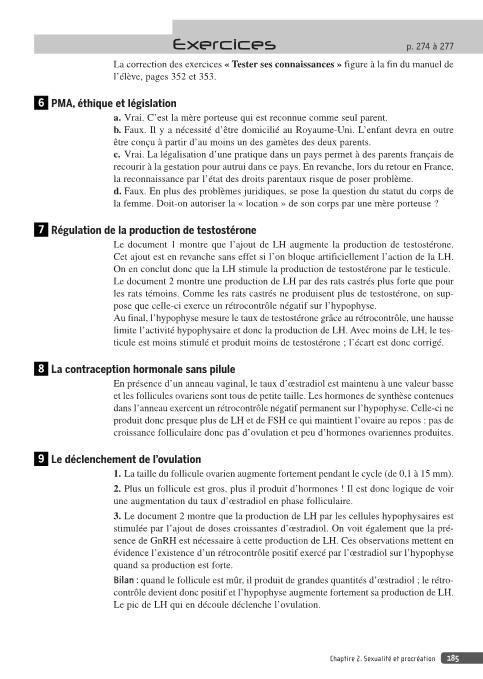 Exercices
p. 274 à 277
La correction des exercices « Tester ses connaissances » figure à la fin du manuel de
l'élève, pages 352 et 353.
6 PMA, éthique et législation
a. Vrai. C'est la mère porteuse qui est reconnue comme seul parent.
b. Faux. Il y a nécessité d'être domicilié au Royaume-Uni. L'enfant devra en outre
être conçu à partir d'au moins un des gamètes des deux parents.
c. Vrai. La légalisation d'une pratique dans un pays permet à des parents français de
recourir à la gestation pour autrui dans ce pays. En revanche, lors du retour en France,
la reconnaissance par l'état des droits parentaux risque de poser problème.
d. Faux. En plus des problèmes juridiques, se pose la question du statut du corps de
la femme. Doit-on autoriser la « location » de son corps par une mère porteuse ?
7 Régulation de la production de testostérone
Le document 1 montre que l'ajout de LH augmente la production de testostérone.
Cet ajout est en revanche sans effet si l'on bloque artificiellement l'action de la LH.
On en conclut donc que la LH stimule la production de testostérone par le testicule.
Le document 2 montre une production de LH par des rats castrés plus forte que pour
les rats témoins. Comme les rats castrés ne produisent plus de testostérone, on sup-
pose que celle-ci exerce un rétrocontrôle négatif sur l'hypophyse.
Au final, l'hypophyse mesure le taux de testostérone grâce au rétrocontrôle, une hausse
limite l'activité hypophysaire et donc la production de LH. Avec moins de LH, le tes-
ticule est moins stimulé et produit moins de testostérone ; l'écart est donc corrigé.
8 La contraception hormonale sans pilule
En présence d'un anneau vaginal, le taux d'œstradiol est maintenu à une valeur basse
et les follicules ovariens sont tous de petite taille. Les hormones de synthèse contenues
dans l'anneau exercent un rétrocontrôle négatif permanent sur l'hypophyse. Celle-ci ne
produit donc presque plus de LH et de FSH ce qui maintient l'ovaire au repos : pas de
croissance folliculaire donc pas d'ovulation et peu d'hormones ovariennes produites.
9 Le déclenchement de l'ovulation
1. La taille du follicule ovarien augmente fortement pendant le cycle (de 0,1 à 15 mm).
2. Plus un follicule est gros, plus il produit d'hormones ! Il est donc logique de voir
une augmentation du taux d'œstradiol en phase folliculaire.
3. Le document 2 montre que la production de LH par les cellules hypophysaires est
stimulée par l'ajout de doses croissantes d'œstradiol. On voit également que la pré-
sence de GnRH est nécessaire à cette production de LH. Ces observations mettent en
évidence l'existence d'un rétrocontrôle positif exercé par l'œstradiol sur l'hypophyse
quand sa production est forte.
Bilan : quand le follicule est mûr, il produit de grandes quantités d'œstradiol ; le rétro-
contrôle devient donc positif et l'hypophyse augmente fortement sa production de LH.
Le pic de LH qui en découle déclenche l'ovulation.
Chapitre 2. Sexualité et procréation 185